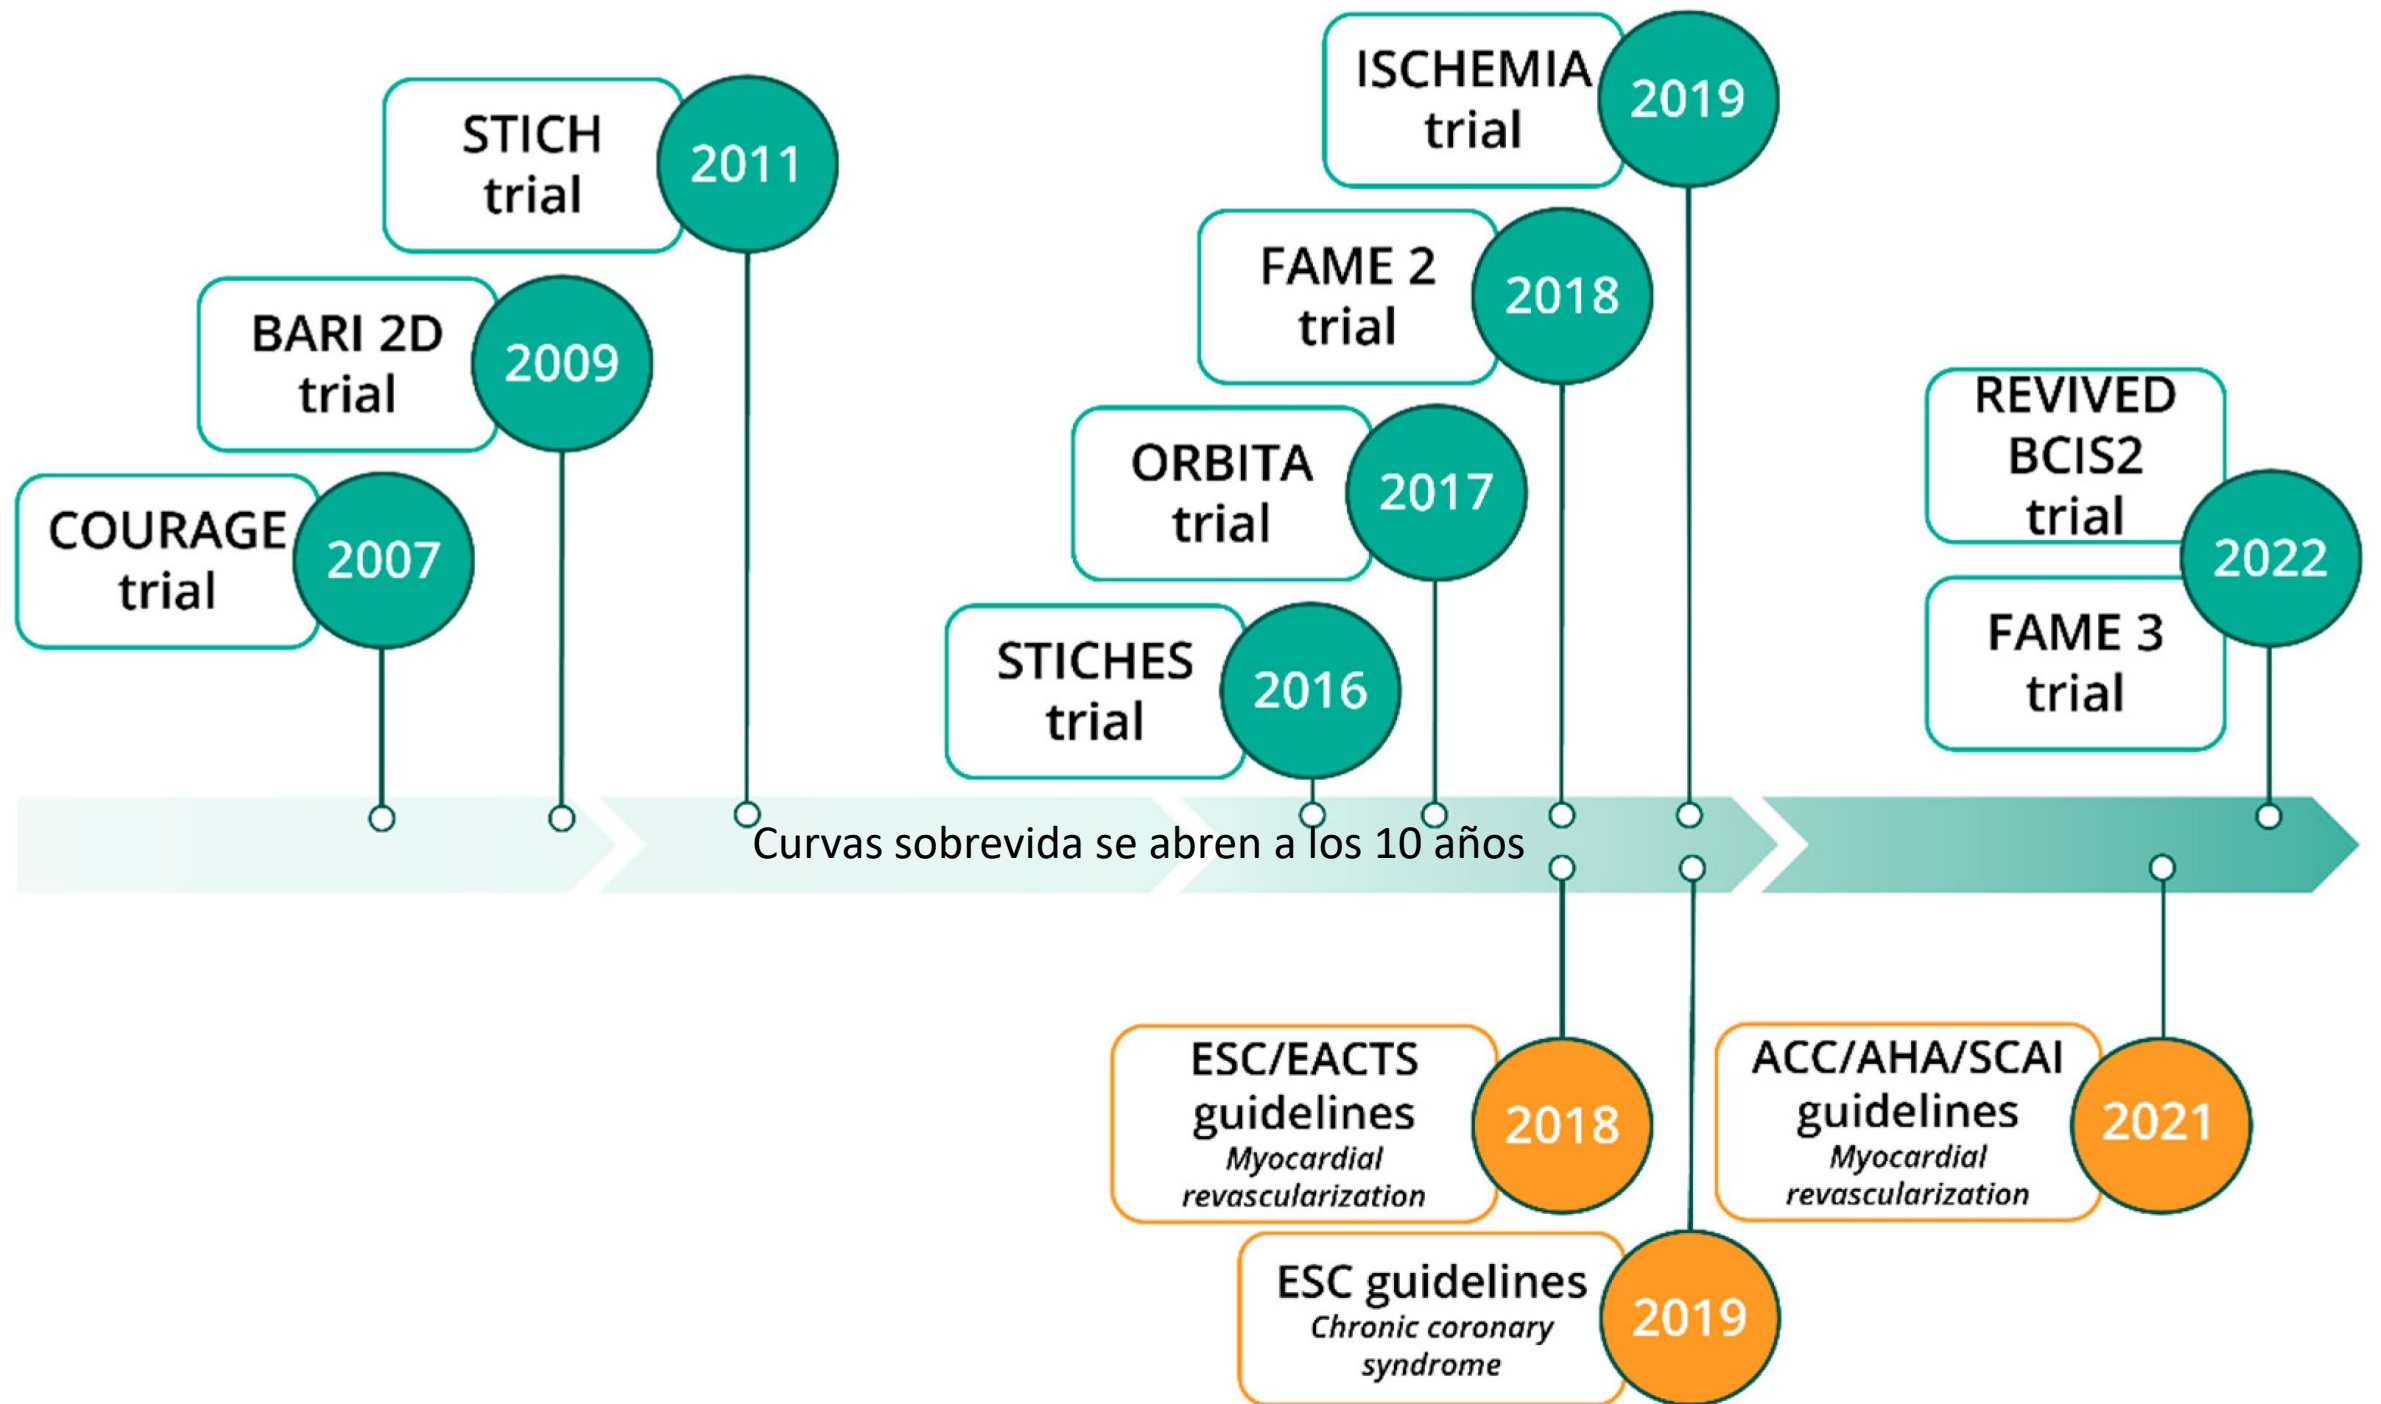 COURAGE
trial
2007
BARI 2D
trial
2009
STICH
trial
2011
STICHES
trial
2016
ORBITA
trial
2017
FAME 2
trial
2018
ISCHEMIA
trial
2019
REVIVED
BCIS2
trial
FAME 3
trial
2022
Curvas sobrevida se abren a los 10 años
ESC/EACTS
guidelines
Myocardial
revascularization
2018
ESC guidelines
Chronic coronary
syndrome
2019
ACC/AHA/SCAI
guidelines
Myocardial
revascularization
2021